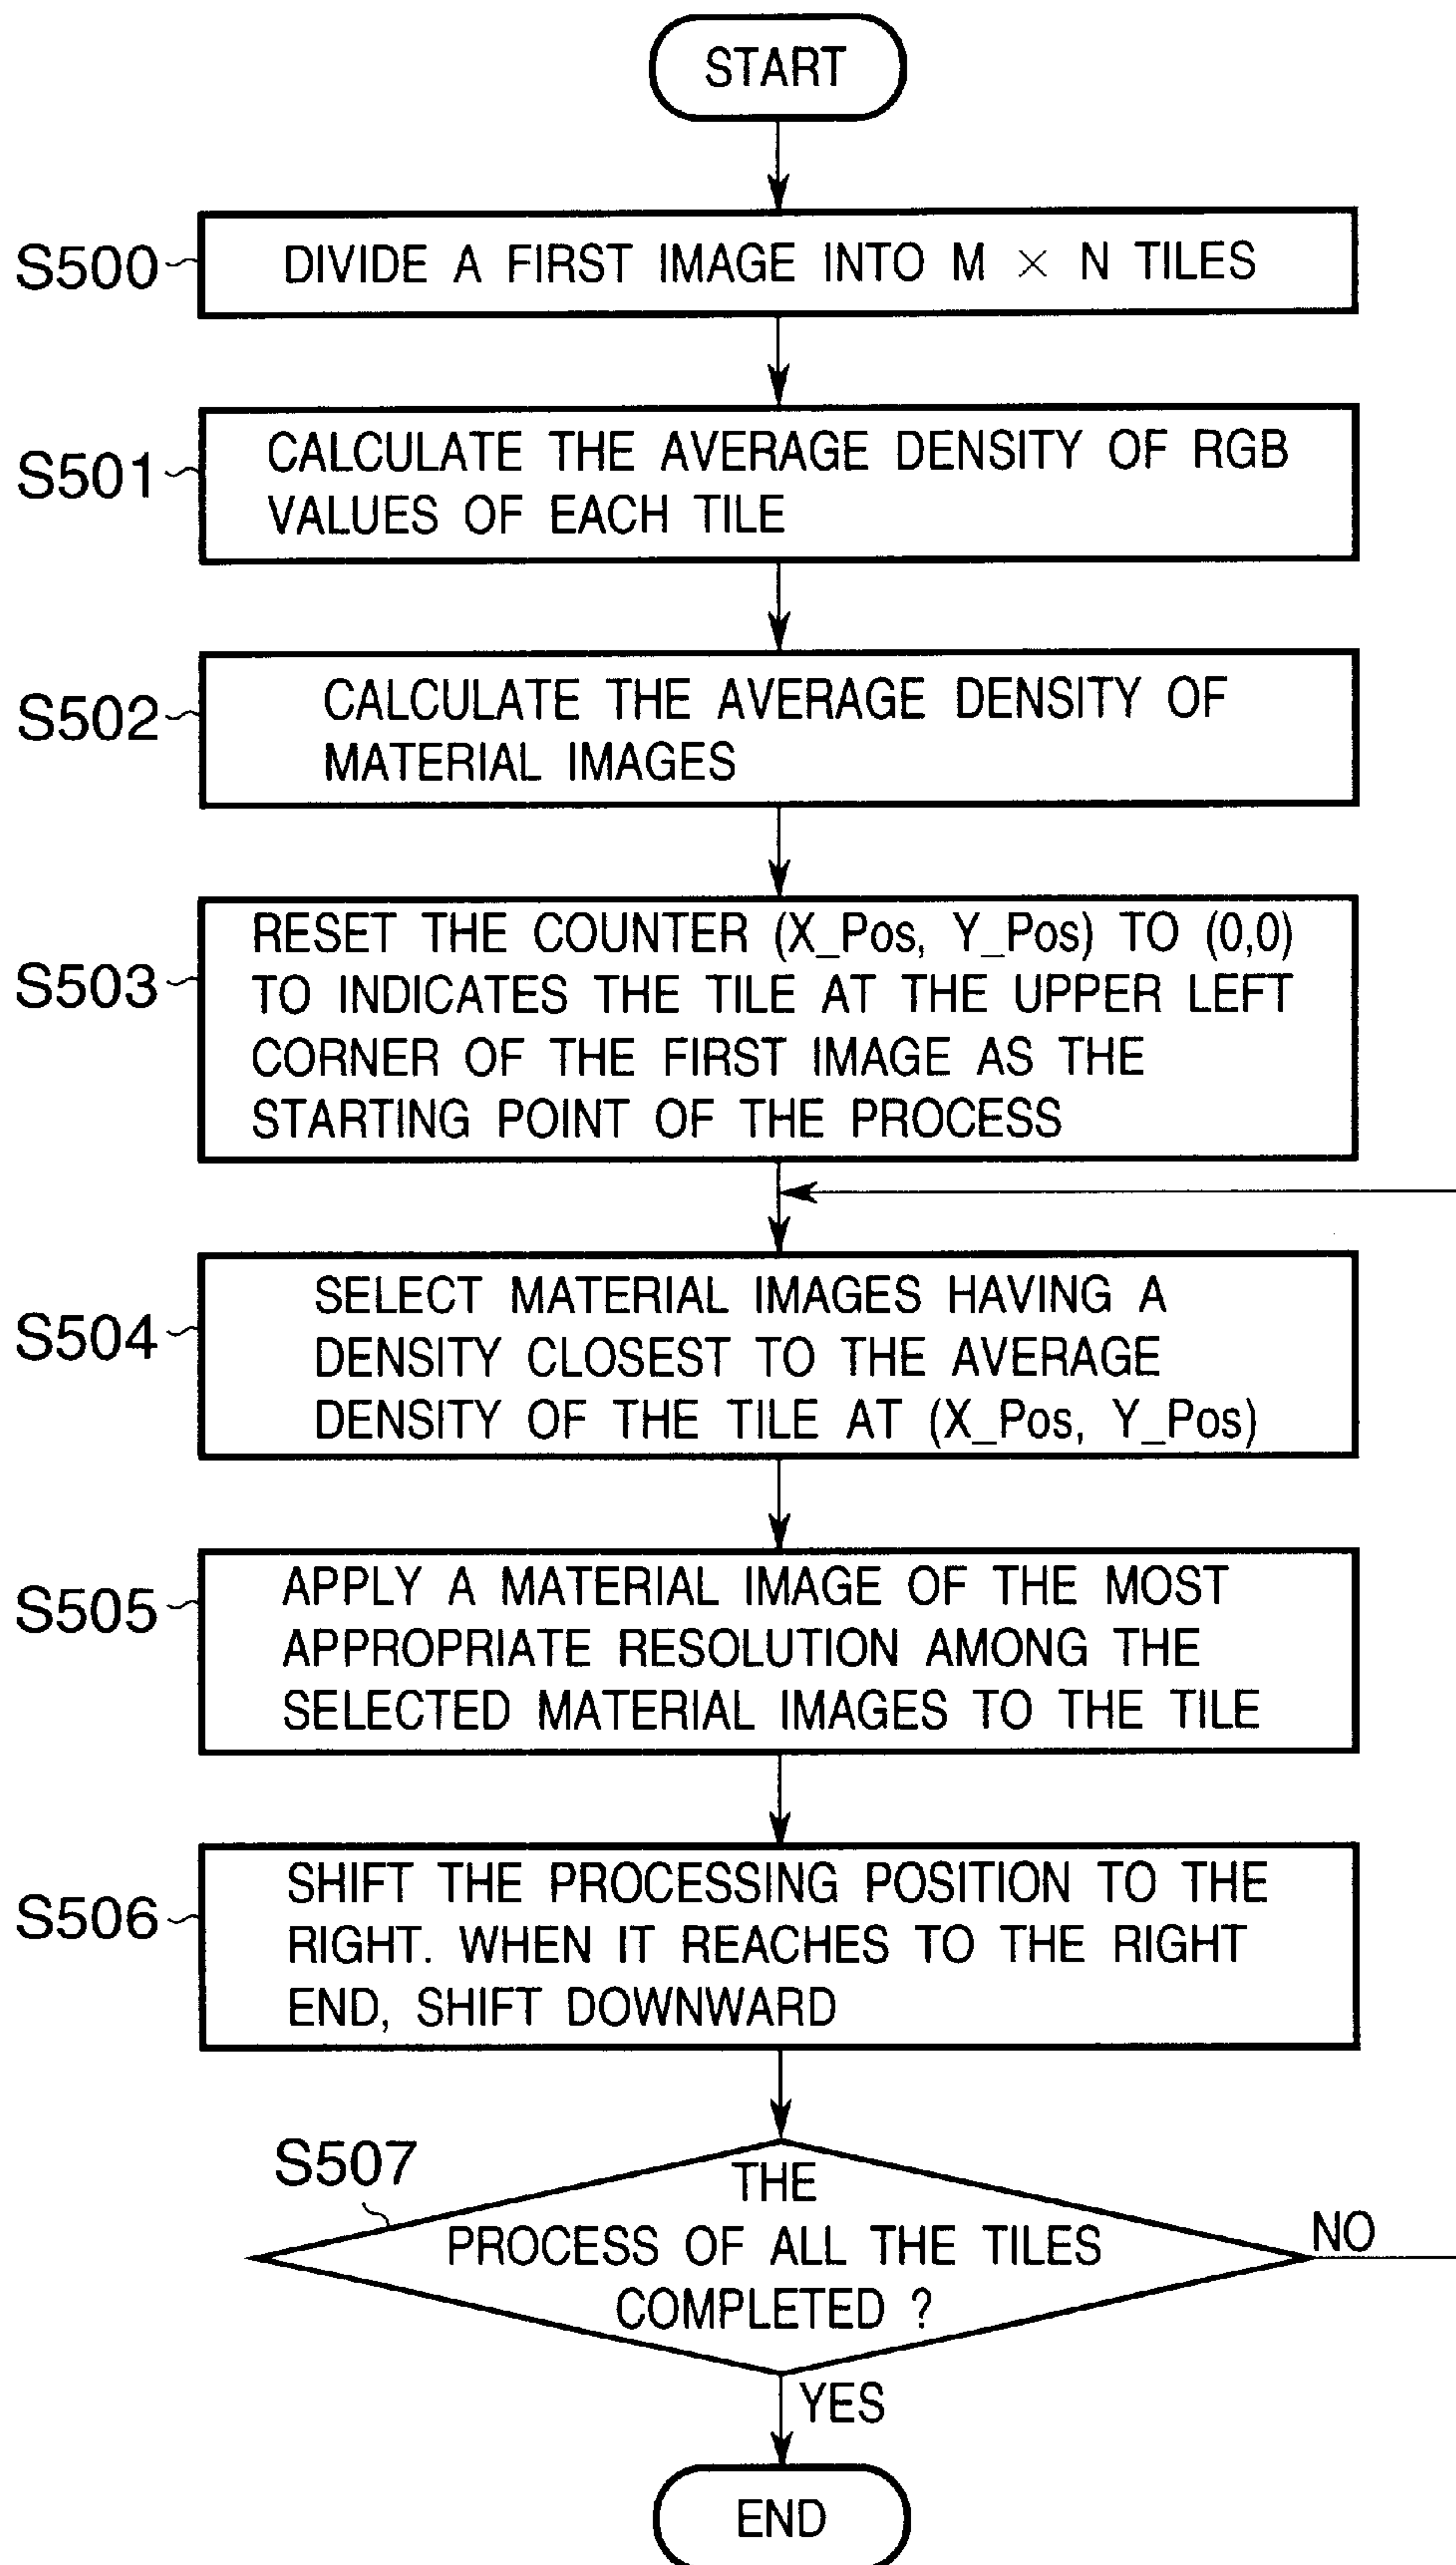 START
S500
DIVIDE A FIRST IMAGE INTO M × N TILES
S501
CALCULATE THE AVERAGE DENSITY OF RGB
VALUES OF EACH TILE
S502
CALCULATE THE AVERAGE DENSITY OF
MATERIAL IMAGES
S503
RESET THE COUNTER (X_Pos, Y_Pos) TO (0,0)
TO INDICATES THE TILE AT THE UPPER LEFT
CORNER OF THE FIRST IMAGE AS THE
STARTING POINT OF THE PROCESS
S504
SELECT MATERIAL IMAGES HAVING A
DENSITY CLOSEST TO THE AVERAGE
DENSITY OF THE TILE AT (X_Pos, Y_Pos)
S505
APPLY A MATERIAL IMAGE OF THE MOST
APPROPRIATE RESOLUTION AMONG THE
SELECTED MATERIAL IMAGES TO THE TILE
S506
SHIFT THE PROCESSING POSITION TO THE
RIGHT. WHEN IT REACHES TO THE RIGHT
END, SHIFT DOWNWARD
S507
THE
PROCESS OF ALL THE TILES
COMPLETED ?
NO
YES
END